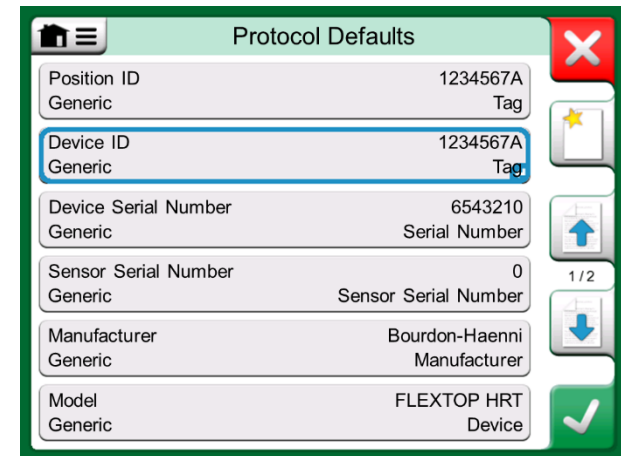 Protocol Defaults
Position ID 1234567A
Generic Tag
Device ID 1234567A
Generic Tag
Device Serial Number 6543210
Generic Serial Number
Sensor Serial Number 0
Generic Sensor Serial Number
1/2
Manufacturer Bourdon-Haenni
Generic Manufacturer
Model FLEXTOP HRT
Generic Device